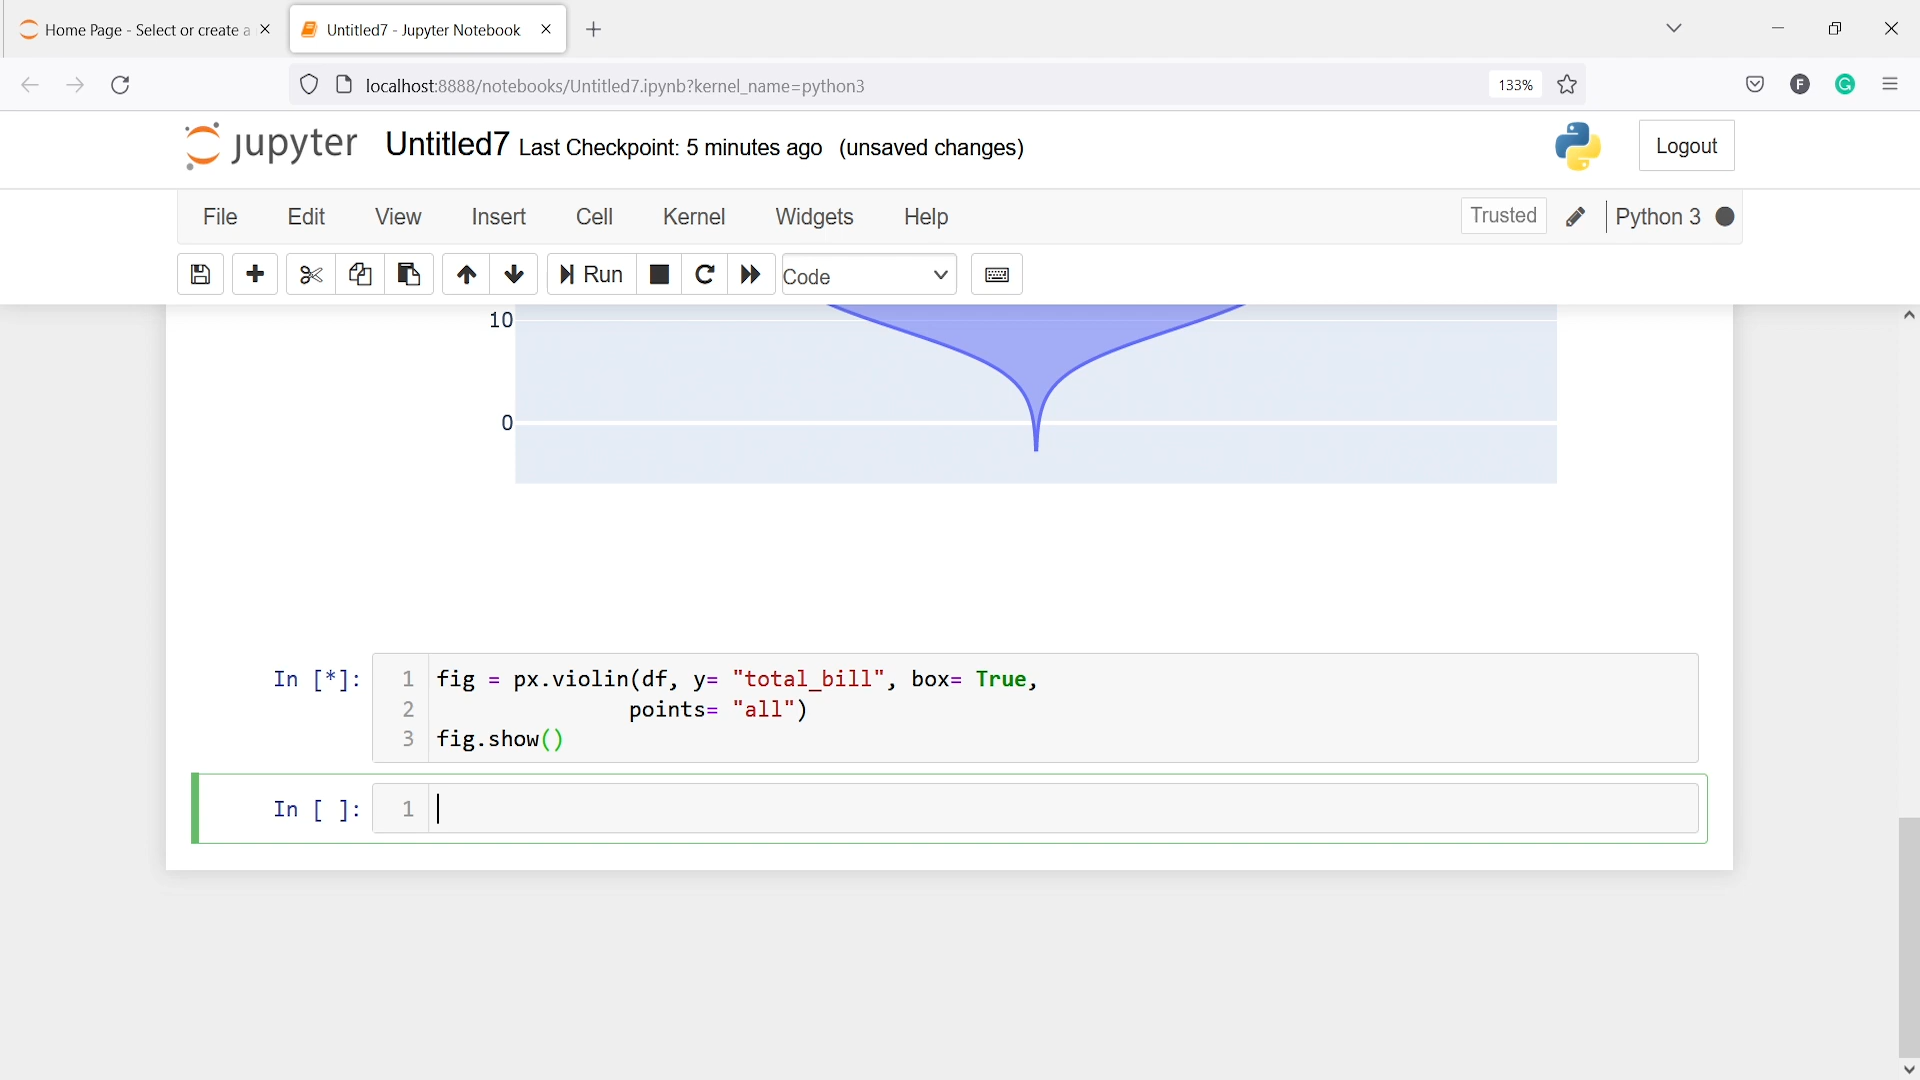 Home Page - Select or create a
Untitled7 - Jupyter Notebook
localhost:8888/notebooks/Untitled7.ipynb?kernel_name=python3
133%
F
G
jupyter Untitled7 Last Checkpoint: 5 minutes ago (unsaved changes)
Logout
File Edit View Insert Cell Kernel Widgets Help
Trusted Python 3
Run Code
10
0
In [*]: 1 fig = px.violin(df, y= "total_bill", box= True,
2 points= "all")
3 fig.show()
In [ ]: 1